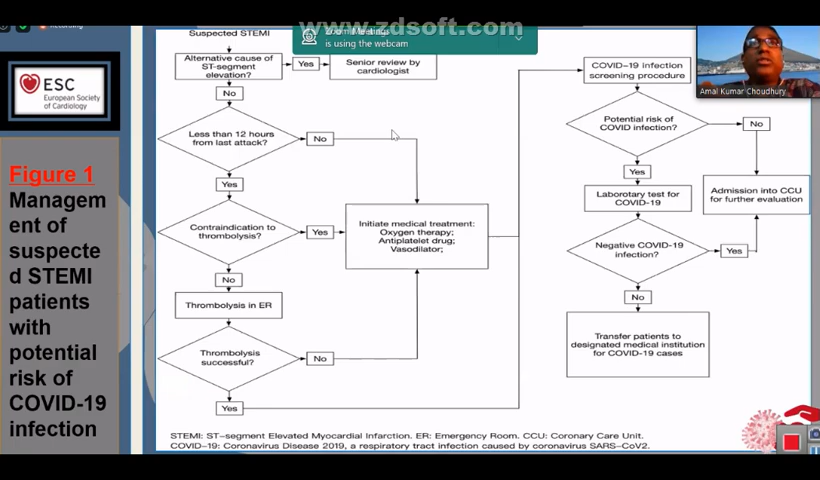 Recording
www.zdsoft.com
Zoom Meetings
is using the webcam
Amal Kumar Choudhury
ESC
European Society
of Cardiology
Figure 1
Managem
ent of
suspecte
d STEMI
patients
with
potential
risk of
COVID-19
infection
Suspected STEMI
Alternative cause of
ST-segment
elevation?
Yes
Senior review by
cardiologist
No
Less than 12 hours
from last attack?
No
Yes
Contraindication to
thrombolysis?
Yes
Initiate medical treatment:
Oxygen therapy;
Antiplatelet drug;
Vasodilator;
No
Thrombolysis in ER
Thrombolysis
successful?
No
Yes
COVID-19 infection
screening procedure
Potential risk of
COVID infection?
No
Yes
Laborotary test for
COVID-19
Admission into CCU
for further evaluation
Negative COVID-19
infection?
Yes
No
Transfer patients to
designated medical institution
for COVID-19 cases
STEMI: ST-segment Elevated Myocardial Infarction. ER: Emergency Room. CCU: Coronary Care Unit.
COVID-19: Coronavirus Disease 2019, a respiratory tract infection caused by coronavirus SARS-CoV2.